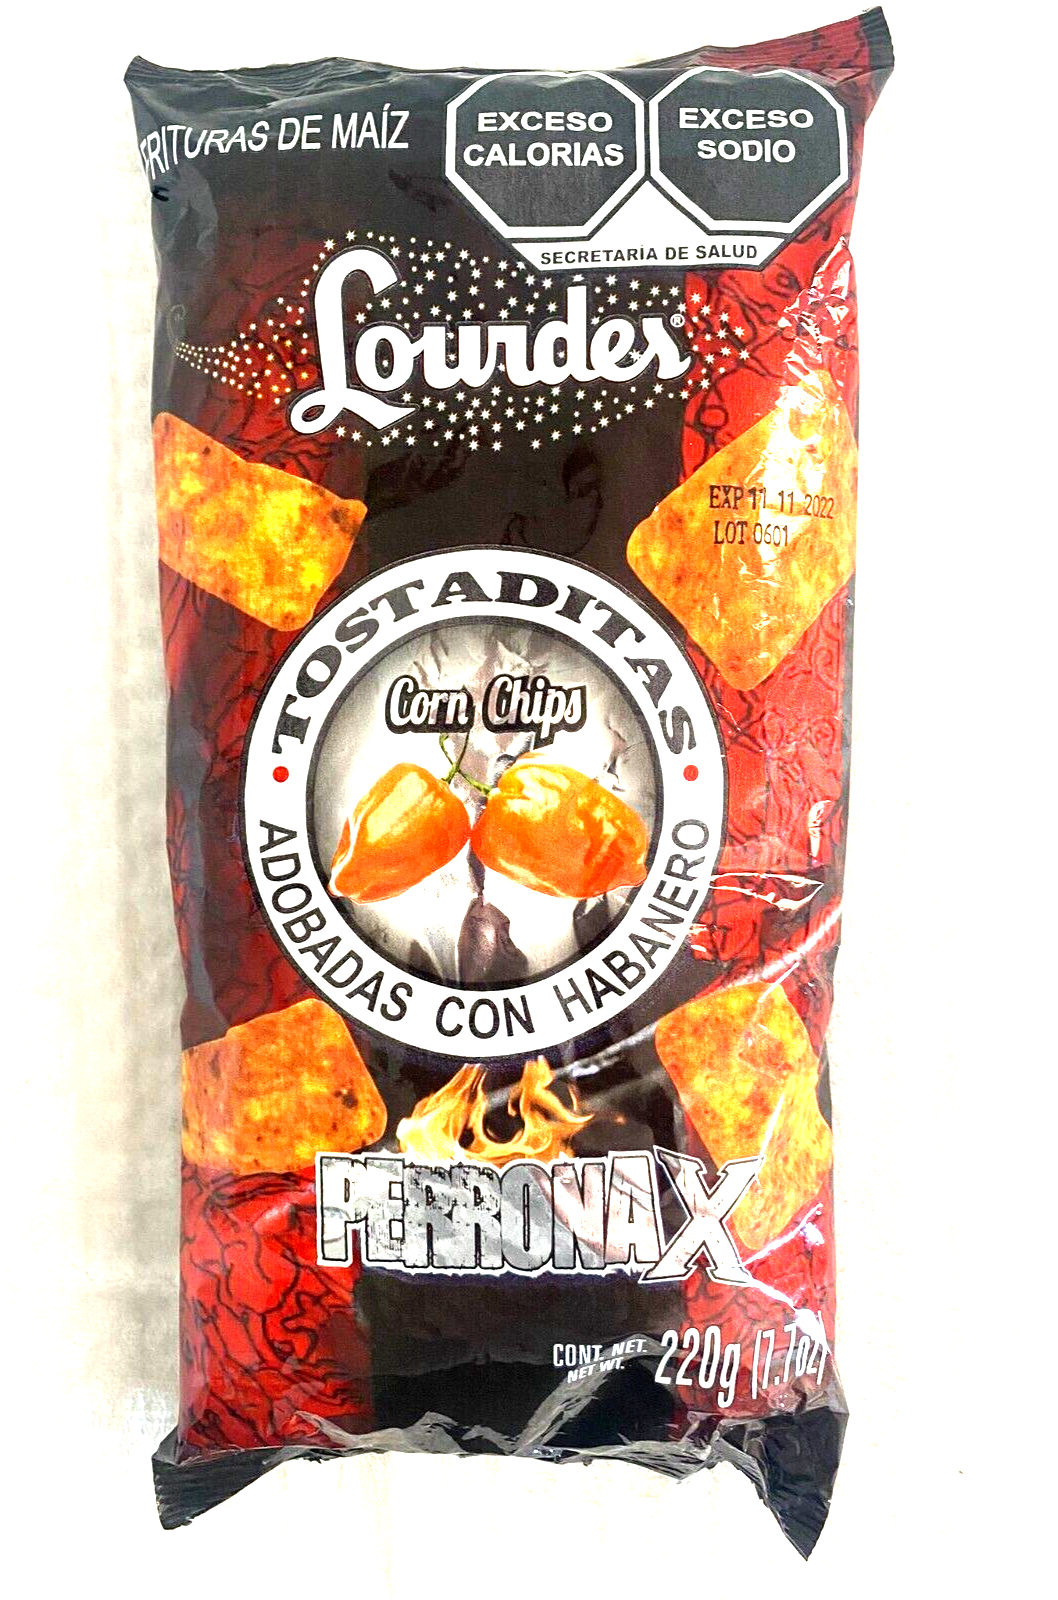 FRITURAS DE MAÍZ
EXCESO
CALORIAS
EXCESO
SODIO
SECRETARÍA DE SALUD
Lourdes®
EXP 11 11 2022
LOT 0601
• TOSTADITAS •
Corn Chips
ADOBADAS CON HABANERO
PERRONAX
CONT. NET.
NET WT.
220g (7.7oz)